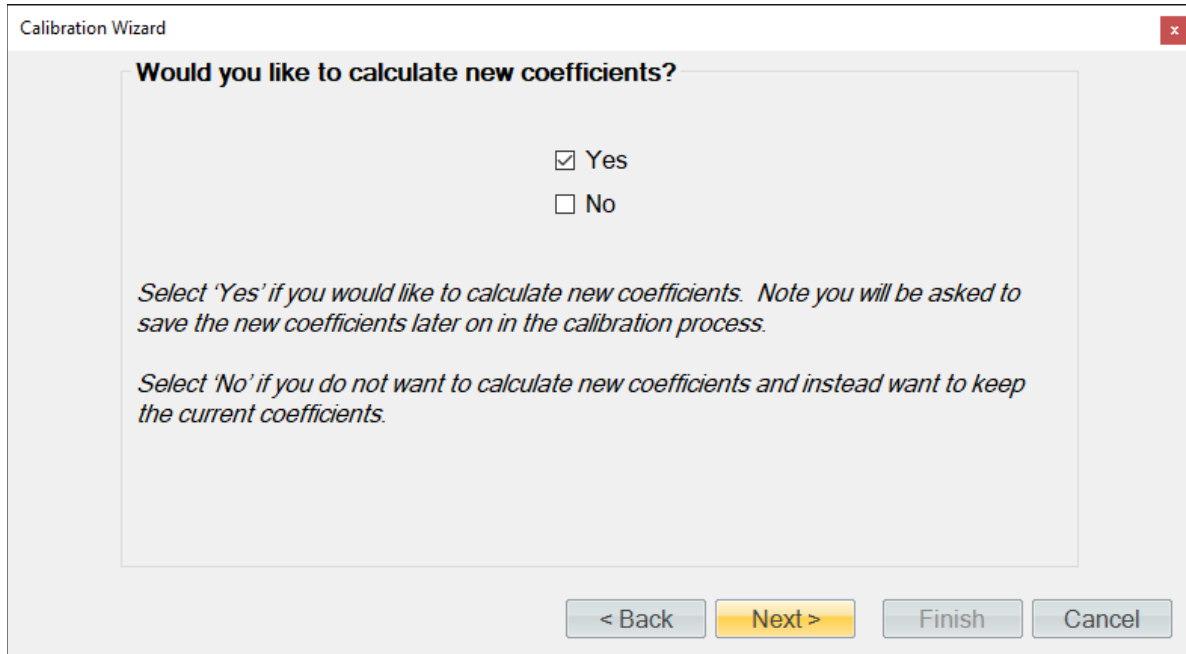 Calibration Wizard
x
Would you like to calculate new coefficients?
Yes
No
Select ‘Yes’ if you would like to calculate new coefficients.  Note you will be asked to
save the new coefficients later on in the calibration process.
Select ‘No’ if you do not want to calculate new coefficients and instead want to keep
the current coefficients.
< Back Next > Finish Cancel